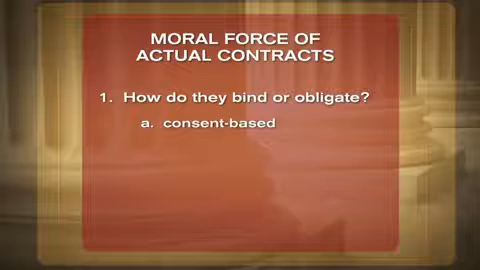 MORAL FORCE OF
ACTUAL CONTRACTS
1. How do they bind or obligate?
a. consent-based